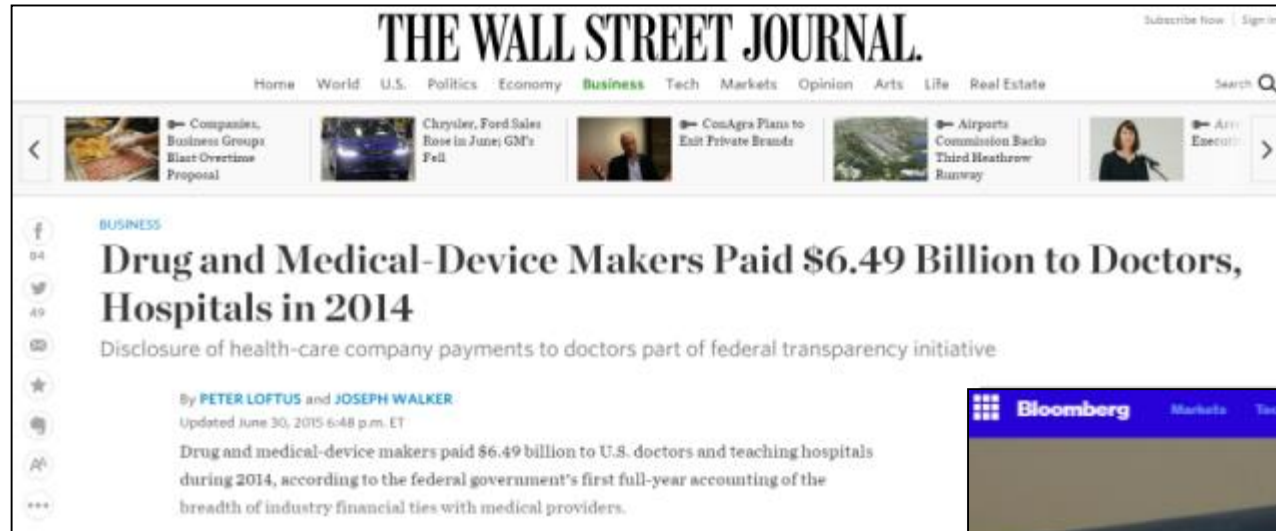 THE WALL STREET JOURNAL.
Subscribe Now | Sign In
Home World U.S. Politics Economy Business Tech Markets Opinion Arts Life Real Estate
Search
Companies,
Business Groups
Blast Overtime
Proposal
Chrysler, Ford Sales
Rose in June; GM's
Fell
ConAgra Plans to
Exit Private Brands
Airports
Commission Backs
Third Heathrow
Runway
BUSINESS
Drug and Medical-Device Makers Paid $6.49 Billion to Doctors,
Hospitals in 2014
84
49
Disclosure of health-care company payments to doctors part of federal transparency initiative
By PETER LOFTUS and JOSEPH WALKER
Updated June 30, 2015 6:48 p.m. ET
Drug and medical-device makers paid $6.49 billion to U.S. doctors and teaching hospitals
during 2014, according to the federal government's first full-year accounting of the
breadth of industry financial ties with medical providers.
Bloomberg Markets